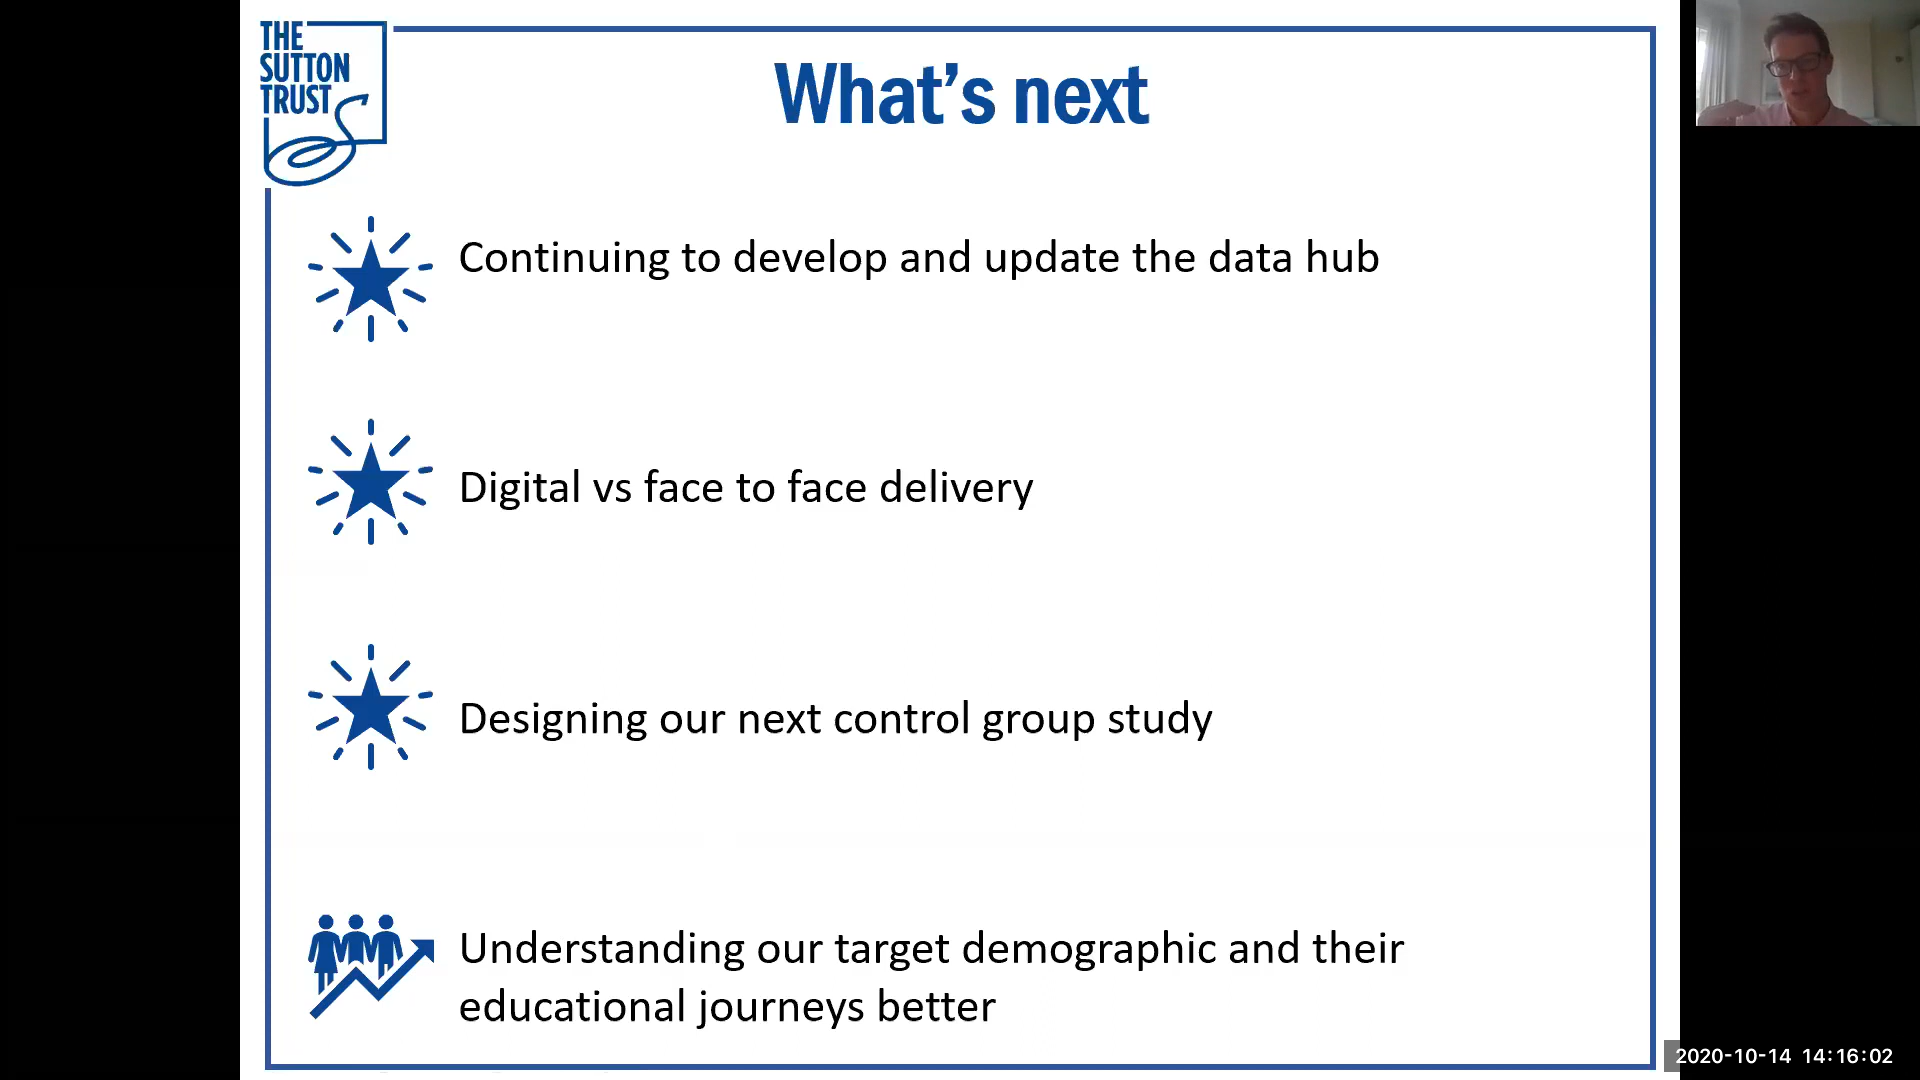 THE
SUTTON
TRUST
What’s next
Continuing to develop and update the data hub
Digital vs face to face delivery
Designing our next control group study
Understanding our target demographic and their
educational journeys better
2020-10-14 14:16:02